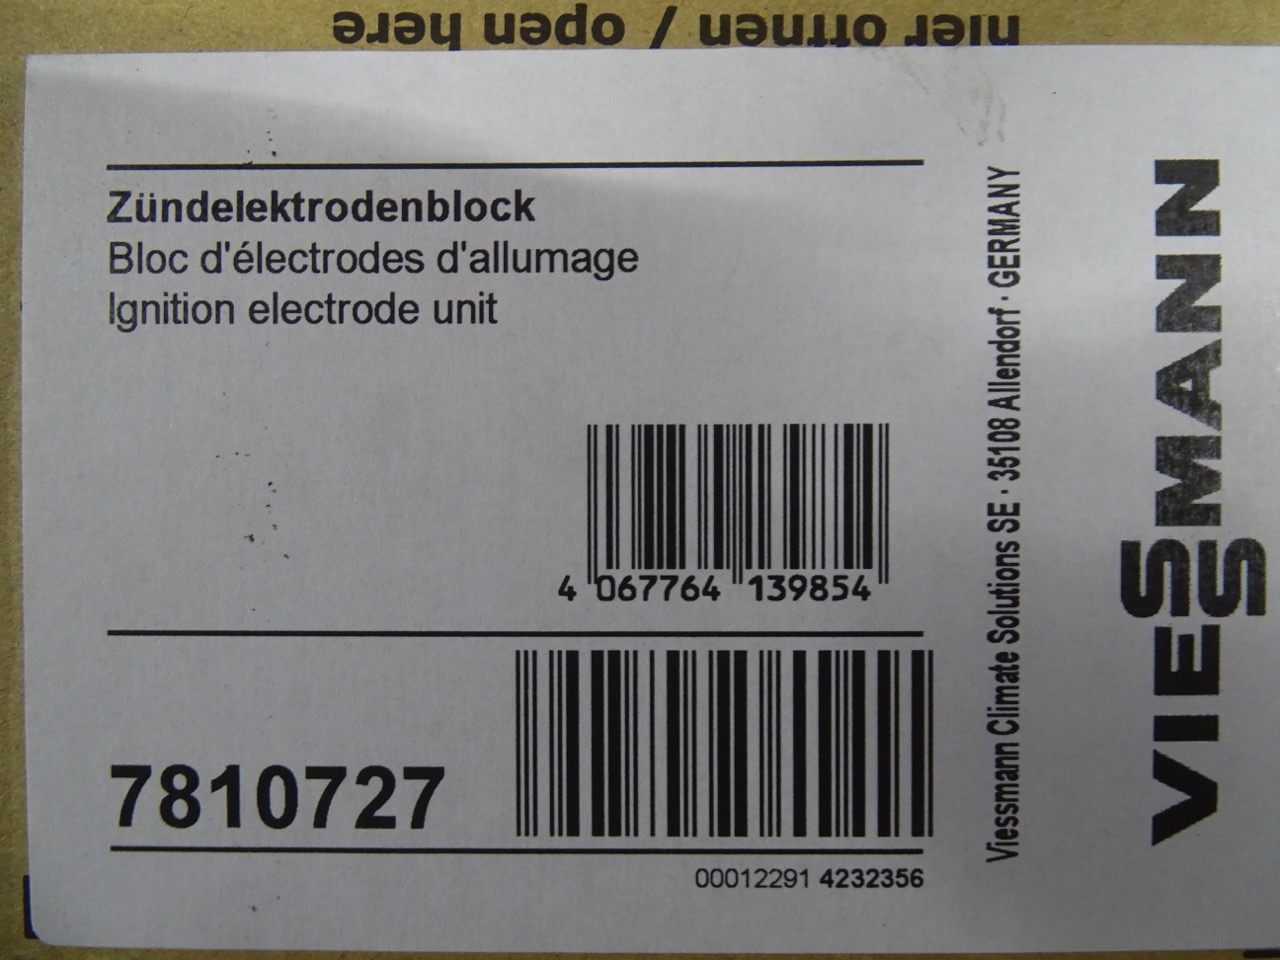 hier öffnen / open here
Zündelektrodenblock
Bloc d'électrodes d'allumage
Ignition electrode unit
4 067764 139854
7810727
00012291 4232356
Viessmann Climate Solutions SE · 35108 Allendorf · GERMANY
VIESSMANN